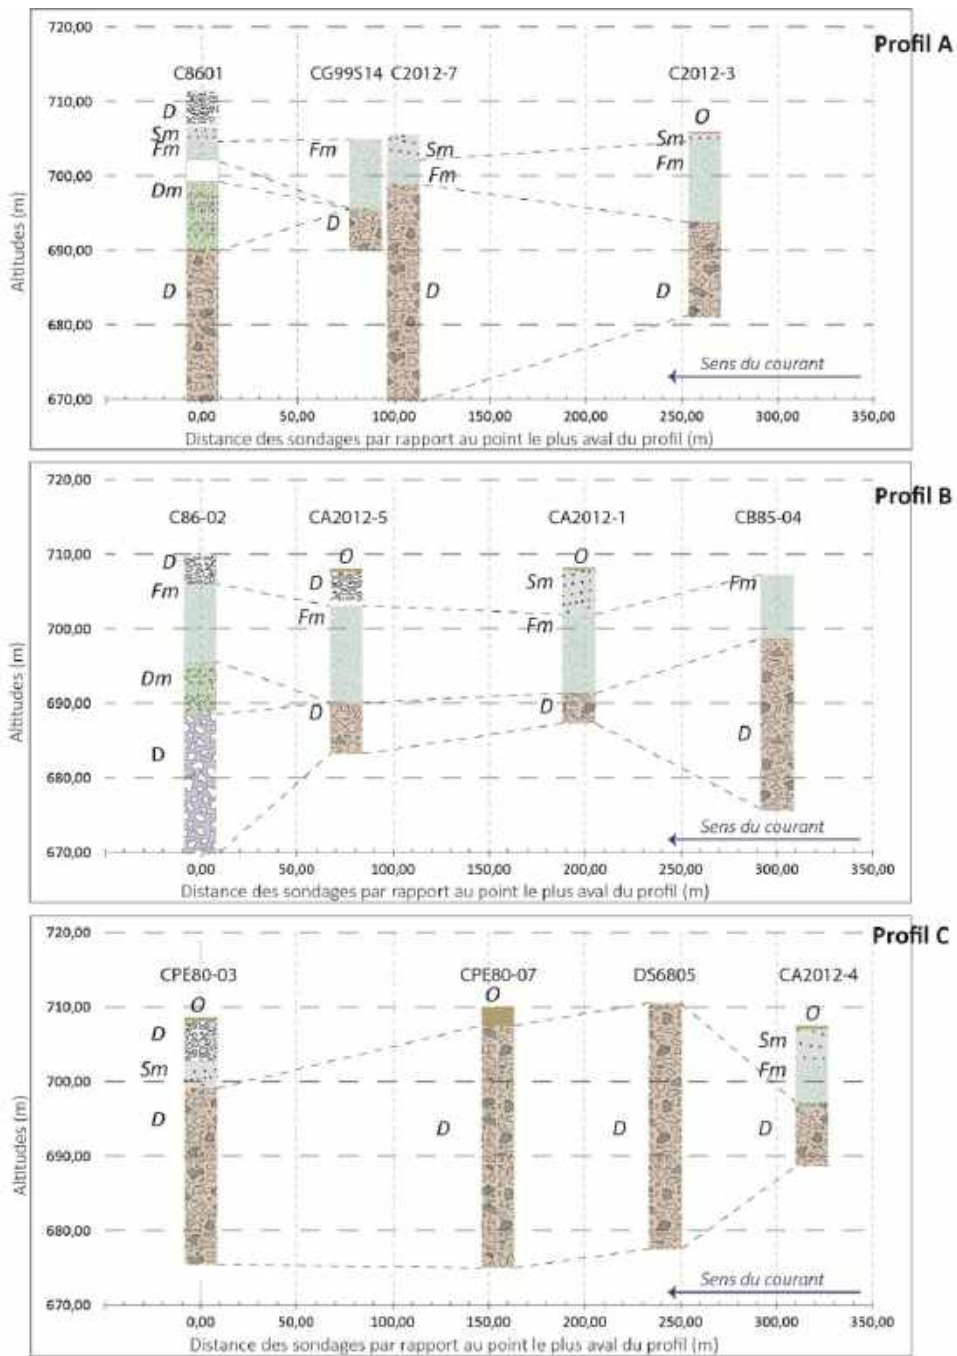 Profil A
720,00
C8601 CG99S14 C2012-7 C2012-3
710,00
D O
Sm Sm
Fm Fm Sm Fm
700,00
Dm Fm
D
690,00
D D D
680,00
Sens du courant
670,00
0,00 50,00 100,00 150,00 200,00 250,00 300,00 350,00
Distance des sondages par rapport au point le plus aval du profil (m)
Altitudes (m)
Profil B
720,00
C86-02 CA2012-5 CA2012-1 CB85-04
710,00
D O O
Fm D Sm Fm
Fm Fm
700,00
Dm
690,00
D D D D
680,00
Sens du courant
670,00
0,00 50,00 100,00 150,00 200,00 250,00 300,00 350,00
Distance des sondages par rapport au point le plus aval du profil (m)
Altitudes (m)
Profil C
720,00
CPE80-03 CPE80-07 DS6805 CA2012-4
710,00
O O O
D Sm
Sm Fm
700,00
D D D D
690,00
680,00
Sens du courant
670,00
0,00 50,00 100,00 150,00 200,00 250,00 300,00 350,00
Distance des sondages par rapport au point le plus aval du profil (m)
Altitudes (m)